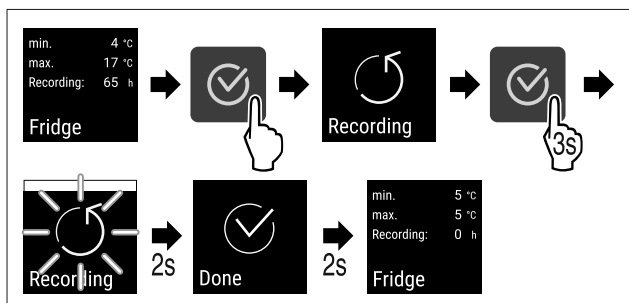 min. 4 °C
max. 17 °C
Recording: 65 h
Fridge
Recording
3s
Recording
2s
Done
2s
min. 5 °C
max. 5 °C
Recording: 0 h
Fridge